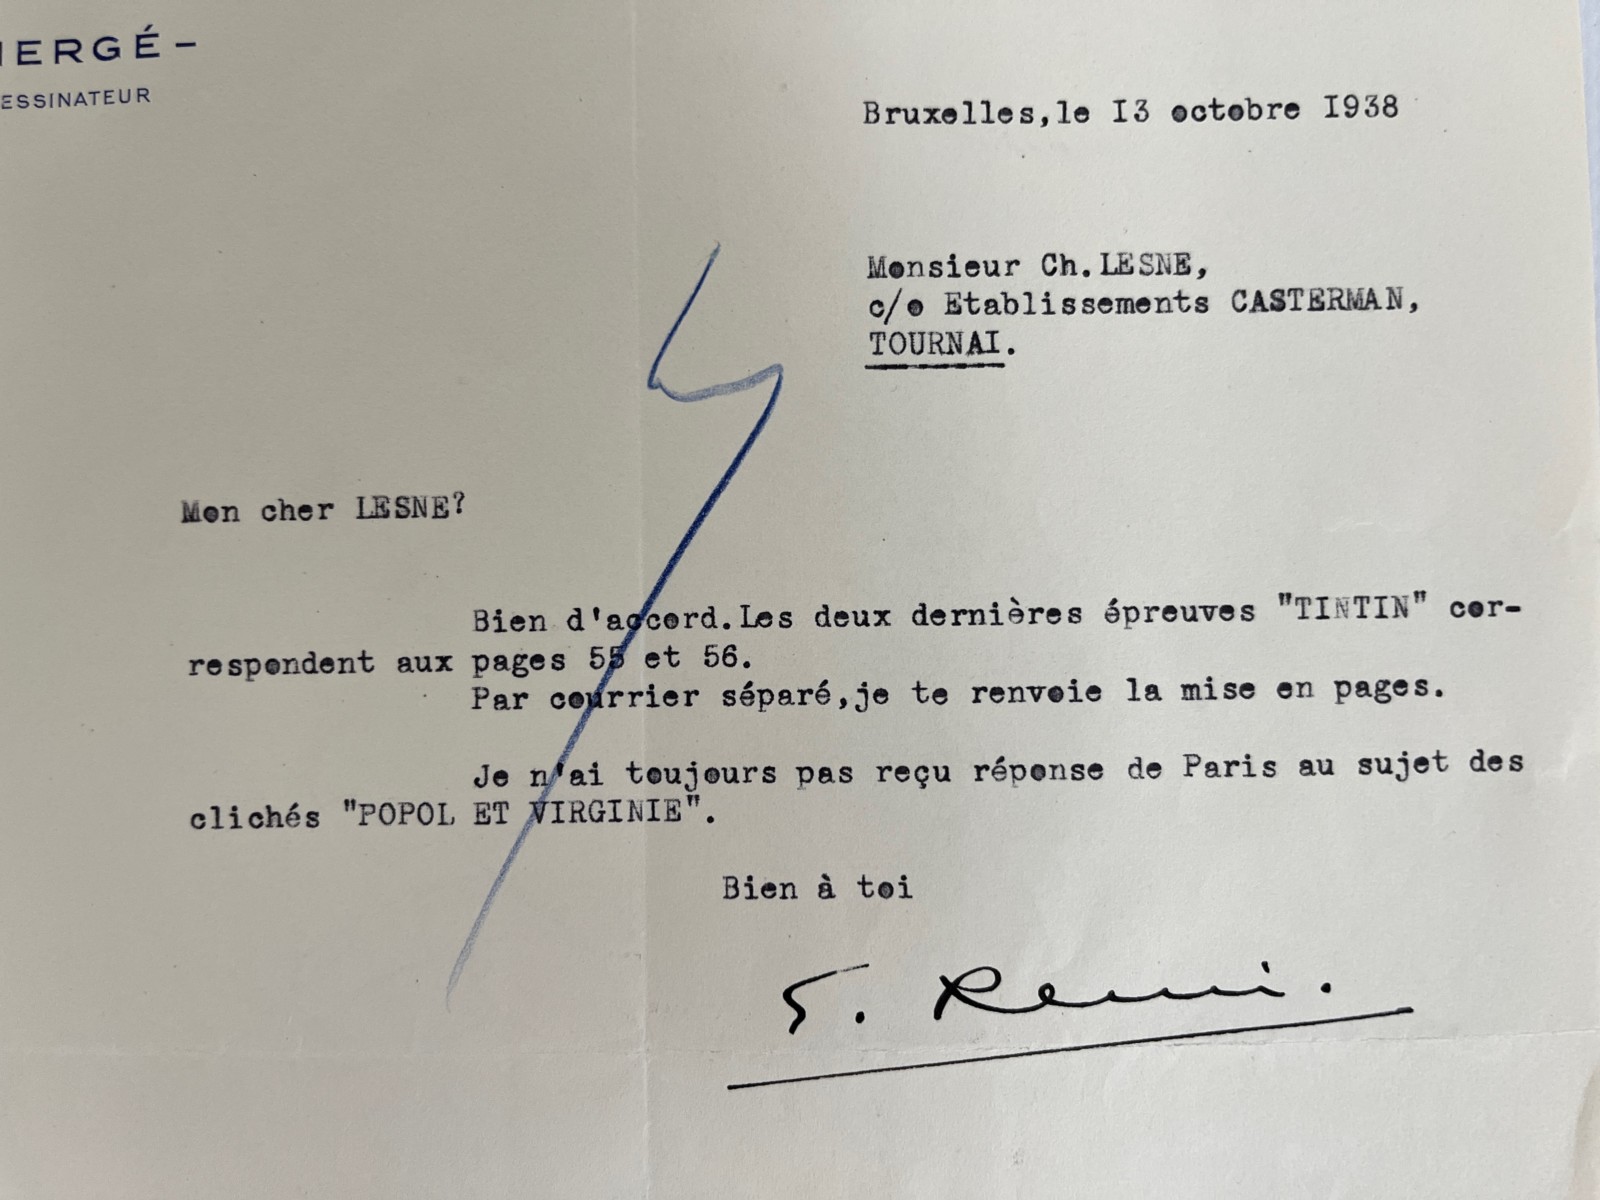 HERGÉ –
DESSINATEUR
Bruxelles,le I3 octobre I938
Monsieur Ch.LESNE,
c/o Etablissements CASTERMAN,
TOURNAI.
Mon cher LESNE?
Bien d'accord.Les deux dernières épreuves "TINTIN" cor-
respondent aux pages 55 et 56.
Par courrier séparé,je te renvoie la mise en pages.
Je n'ai toujours pas reçu réponse de Paris au sujet des
clichés "POPOL ET VIRGINIE".
Bien à toi
G. Remi.